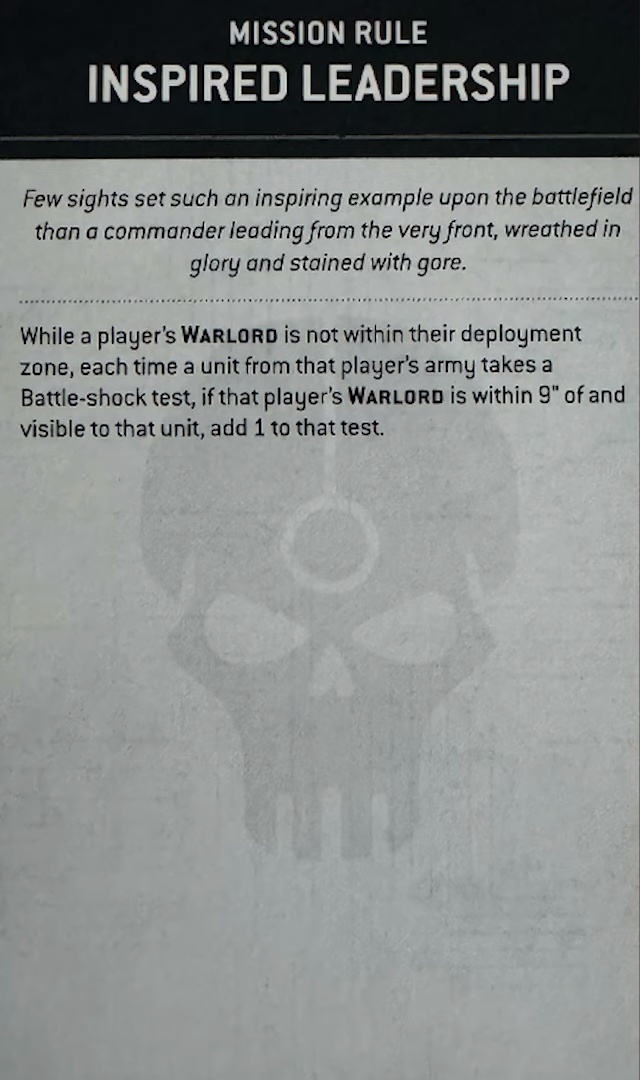 MISSION RULE
INSPIRED LEADERSHIP
Few sights set such an inspiring example upon the battlefield
than a commander leading from the very front, wreathed in
glory and stained with gore.
While a player's WARLORD is not within their deployment
zone, each time a unit from that player's army takes a
Battle-shock test, if that player's WARLORD is within 9" of and
visible to that unit, add 1 to that test.